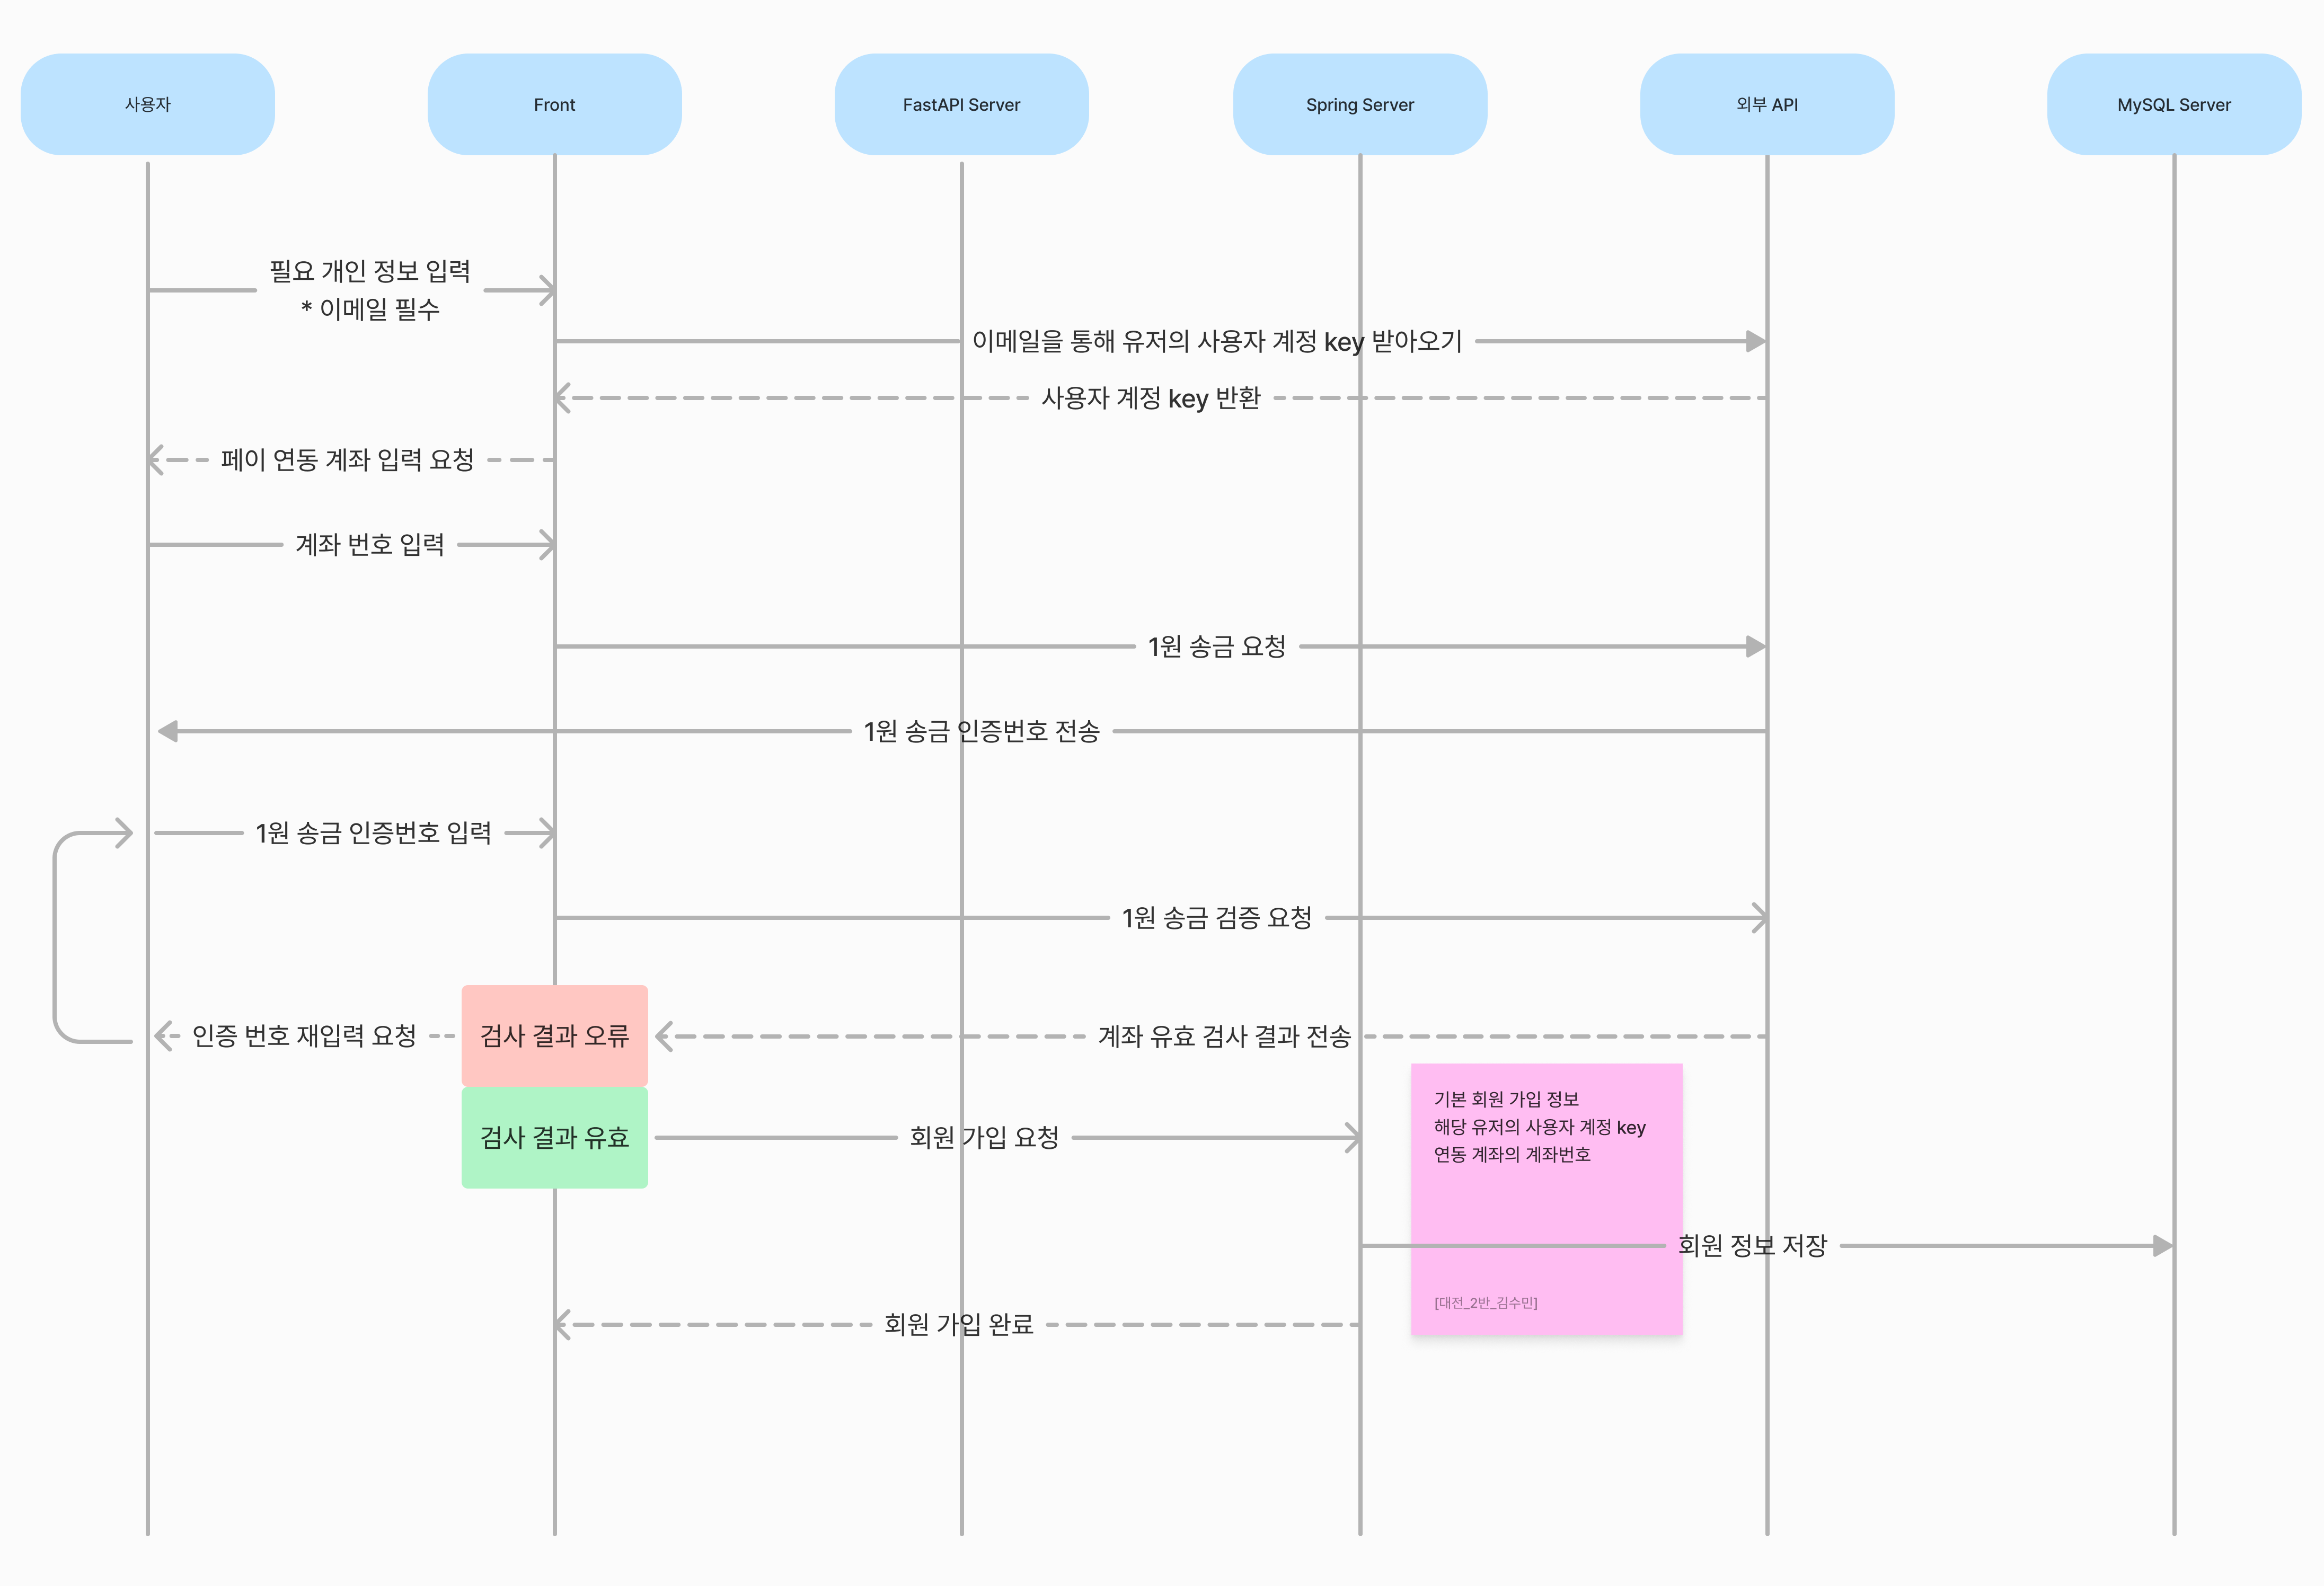 사용자
Front
FastAPI Server
Spring Server
외부 API
MySQL Server
필요 개인 정보 입력
* 이메일 필수
이메일을 통해 유저의 사용자 계정 key 받아오기
사용자 계정 key 반환
페이 연동 계좌 입력 요청
계좌 번호 입력
1원 송금 요청
1원 송금 인증번호 전송
1원 송금 인증번호 입력
1원 송금 검증 요청
인증 번호 재입력 요청
검사 결과 오류
계좌 유효 검사 결과 전송
검사 결과 유효
회원 가입 요청
기본 회원 가입 정보
해당 유저의 사용자 계정 key
연동 계좌의 계좌번호
회원 정보 저장
[대전_2반_김수민]
회원 가입 완료